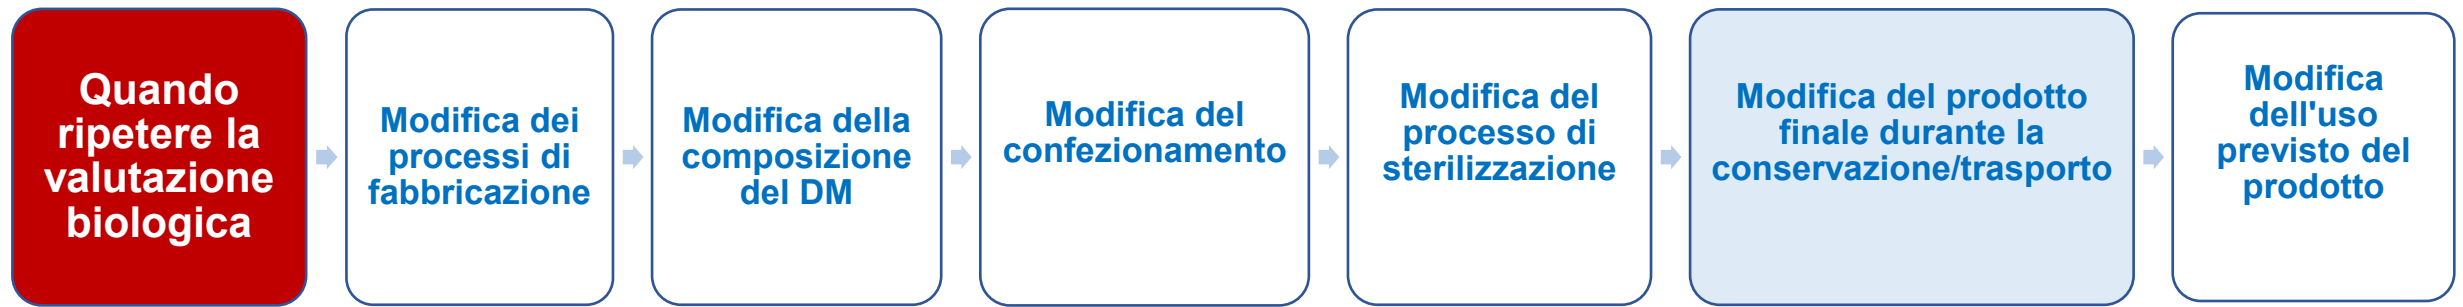 Quando
ripetere la
valutazione
biologica
Modifica dei
processi di
fabbricazione
Modifica della
composizione
del DM
Modifica del
confezionamento
Modifica del
processo di
sterilizzazione
Modifica del prodotto
finale durante la
conservazione/trasporto
Modifica
dell'uso
previsto del
prodotto